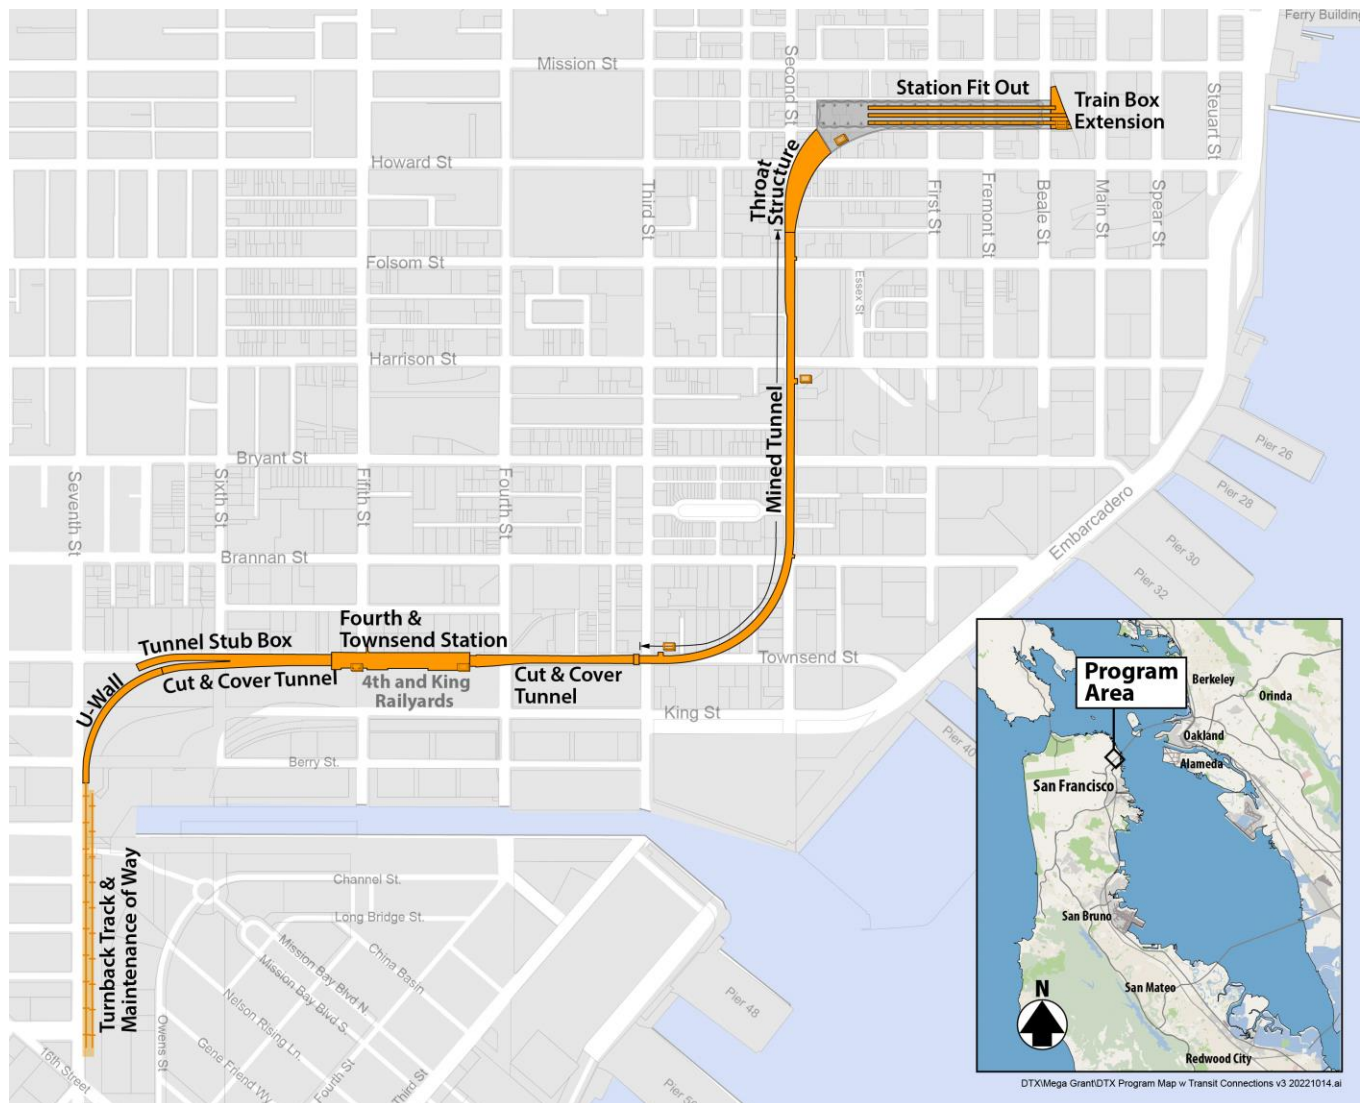 Ferry Building
Mission St
Second St
Station Fit Out
Train Box
Extension
Steuart St
Howard St
Throat
Structure
Third St
First St
Fremont St
Beale St
Main St
Spear St
Folsom St
Essex St
Harrison St
Mined Tunnel
Bryant St
Pier 26
Seventh St
Sixth St
Fifth St
Fourth St
Pier 28
Embarcadero
Brannan St
Pier 30
Pier 32
Fourth &
Townsend Station
Tunnel Stub Box
Townsend St
Cut & Cover Tunnel
4th and King
Railyards
Cut & Cover
Tunnel
U-Wall
King St
Pier 40
Berry St.
Turnback Track &
Maintenance of Way
Channel St.
Long Bridge St.
Mission Bay Blvd N.
Mission Bay Blvd S.
China Basin
Nelson Rising Ln.
Gene Friend Wy
Owens St
16th Street
Fourth St
Third St
Pier 48
Program
Area
Berkeley
Orinda
Oakland
Alameda
San Francisco
San Bruno
San Mateo
Redwood City
N
DTX\Mega Grant\DTX Program Map w Transit Connections v3 20221014.ai